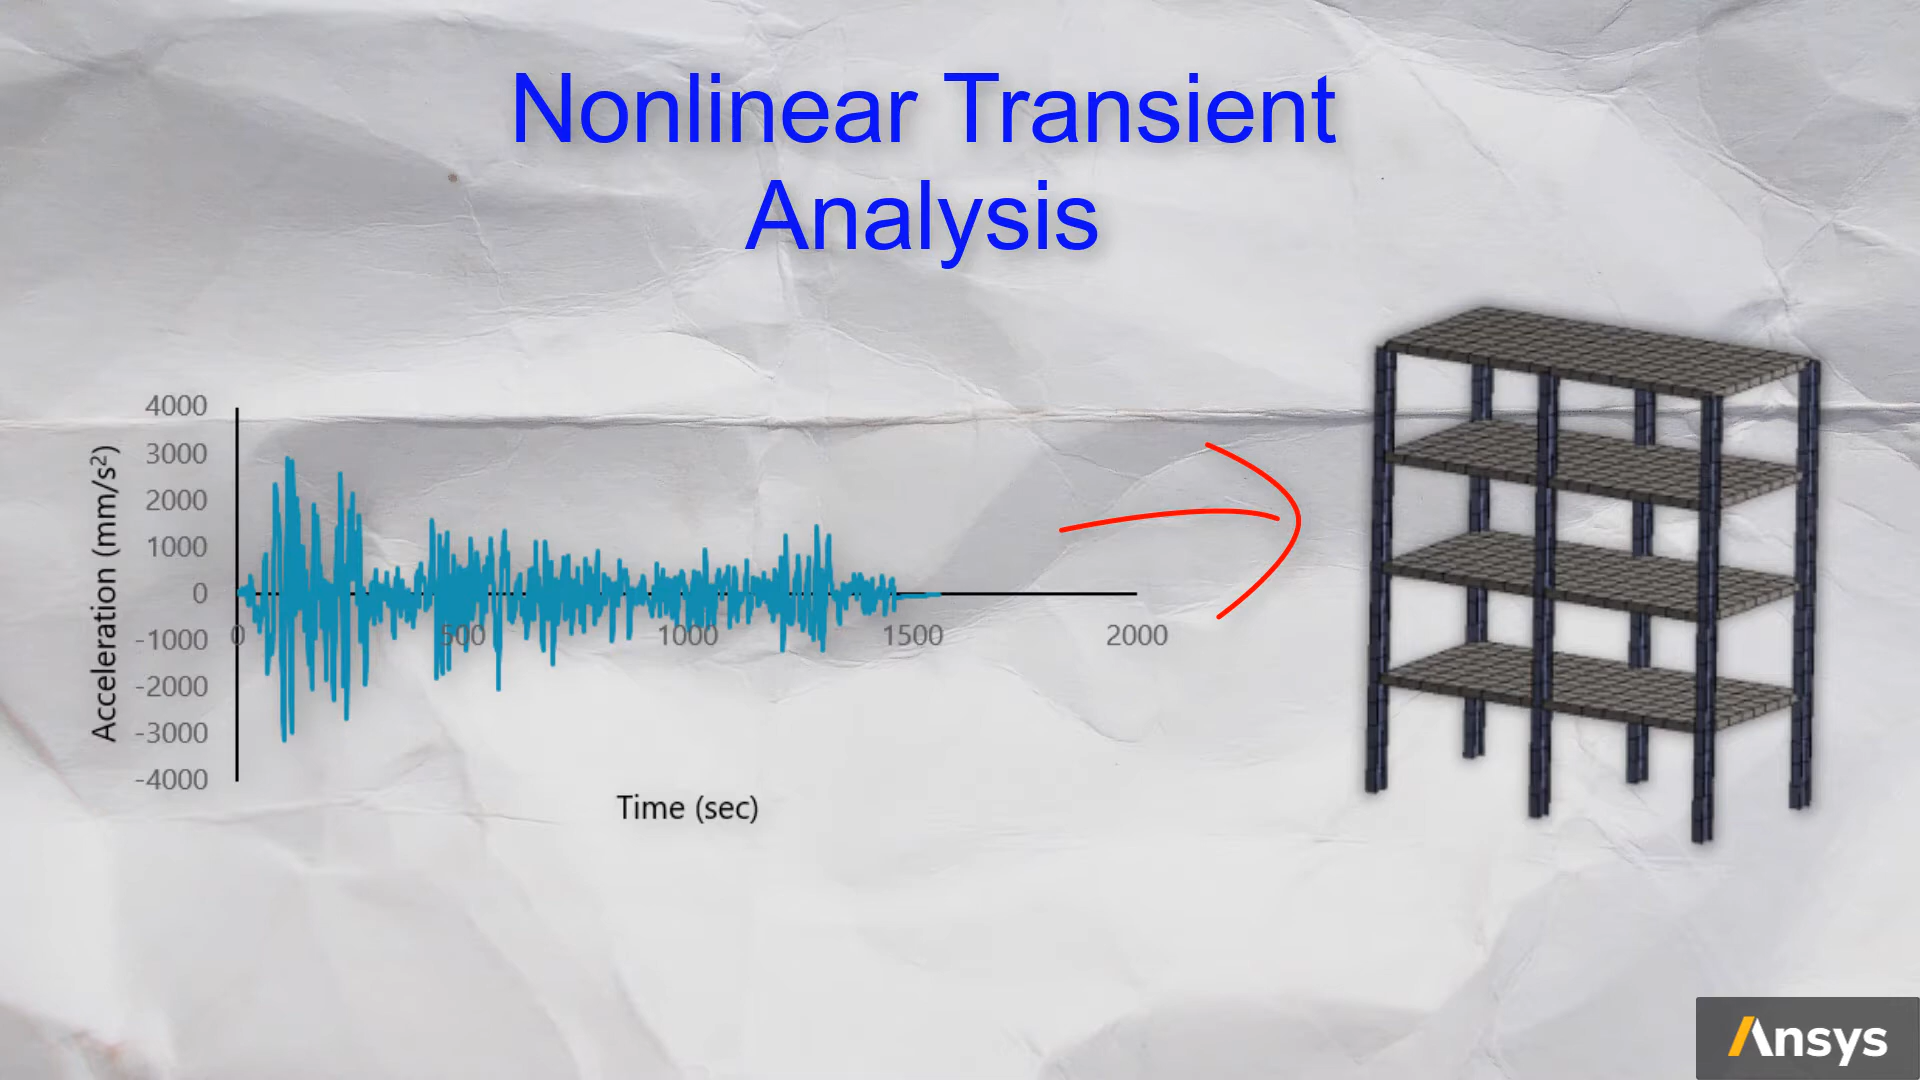 Nonlinear Transient
Analysis
4000
3000
2000
1000
0
-1000
-2000
-3000
-4000
Acceleration (mm/s²)
0 500 1000 1500 2000
Time (sec)
Ansys